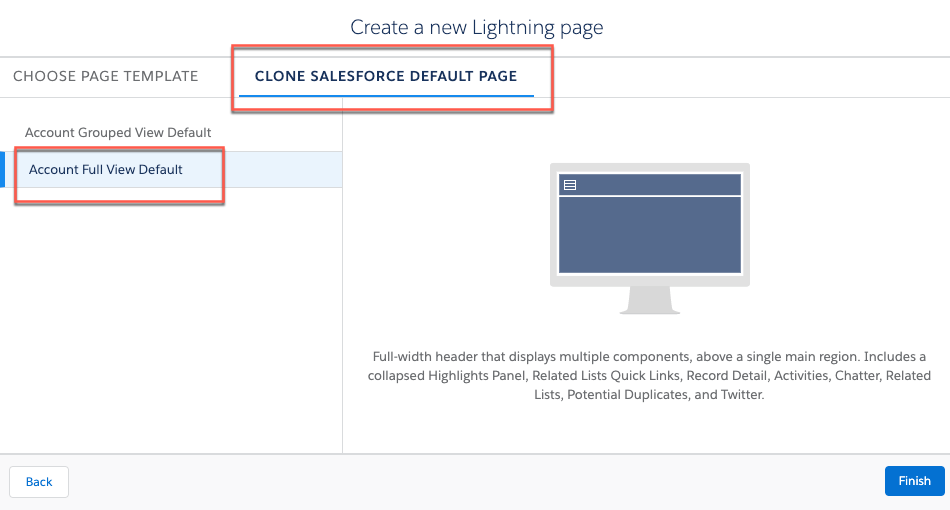 Create a new Lightning page
CHOOSE PAGE TEMPLATE
CLONE SALESFORCE DEFAULT PAGE
Account Grouped View Default
Account Full View Default
Full-width header that displays multiple components, above a single main region. Includes a
collapsed Highlights Panel, Related Lists Quick Links, Record Detail, Activities, Chatter, Related
Lists, Potential Duplicates, and Twitter.
Back
Finish